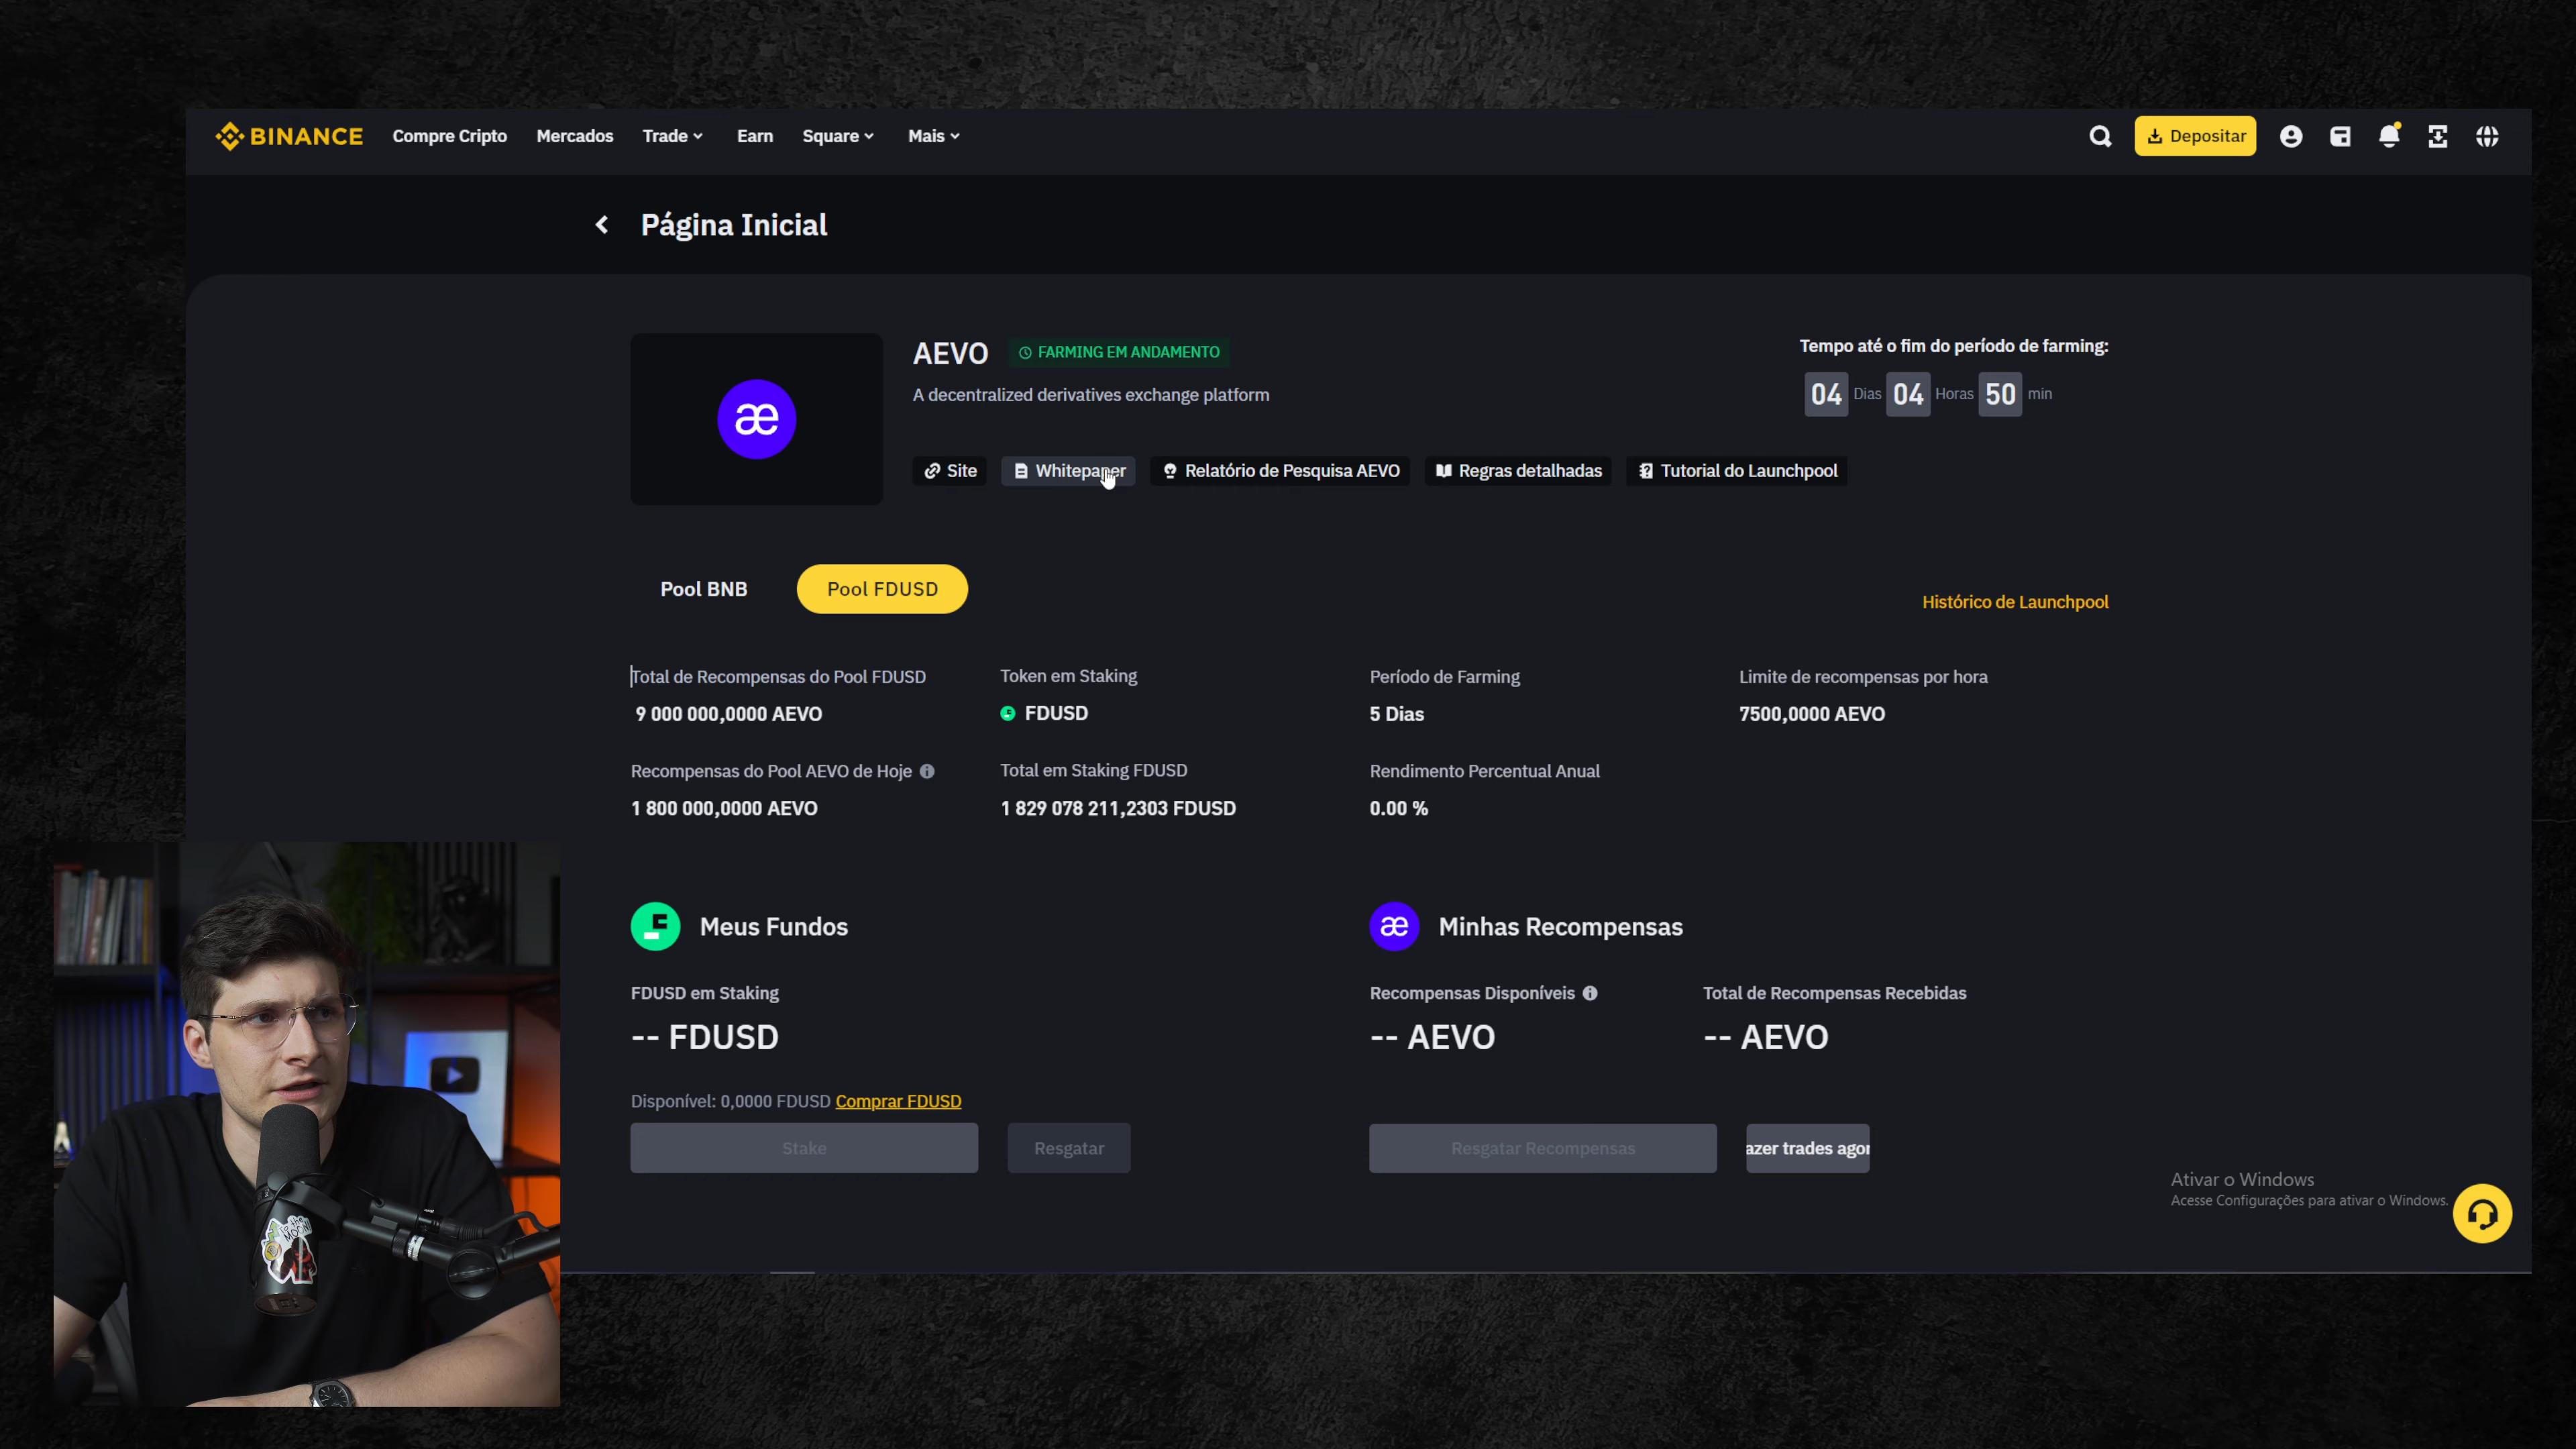 BINANCE Compre Cripto Mercados Trade Earn Square Mais Depositar
Página Inicial
AEVO FARMING EM ANDAMENTO
A decentralized derivatives exchange platform
Tempo até o fim do período de farming:
04 Dias 04 Horas 50 min
æ
Site Whitepaper Relatório de Pesquisa AEVO Regras detalhadas Tutorial do Launchpool
Pool BNB Pool FDUSD
Histórico de Launchpool
Total de Recompensas do Pool FDUSD Token em Staking Período de Farming Limite de recompensas por hora
9 000 000,0000 AEVO FDUSD 5 Dias 7500,0000 AEVO
Recompensas do Pool AEVO de Hoje Total em Staking FDUSD Rendimento Percentual Anual
1 800 000,0000 AEVO 1 829 078 211,2303 FDUSD 0.00 %
Meus Fundos æ Minhas Recompensas
FDUSD em Staking Recompensas Disponíveis Total de Recompensas Recebidas
-- FDUSD -- AEVO -- AEVO
Disponível: 0,0000 FDUSD Comprar FDUSD
Stake Resgatar Resgatar Recompensas azer trades agor
Ativar o Windows
Acesse Configurações para ativar o Windows.